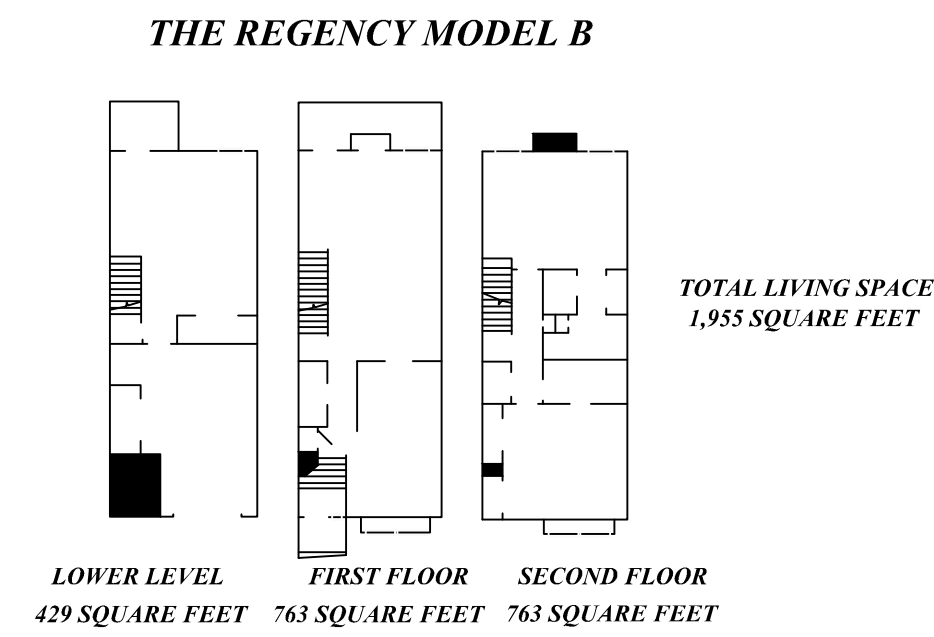 THE REGENCY MODEL B
TOTAL LIVING SPACE
1,955 SQUARE FEET
LOWER LEVEL
429 SQUARE FEET
FIRST FLOOR
763 SQUARE FEET
SECOND FLOOR
763 SQUARE FEET